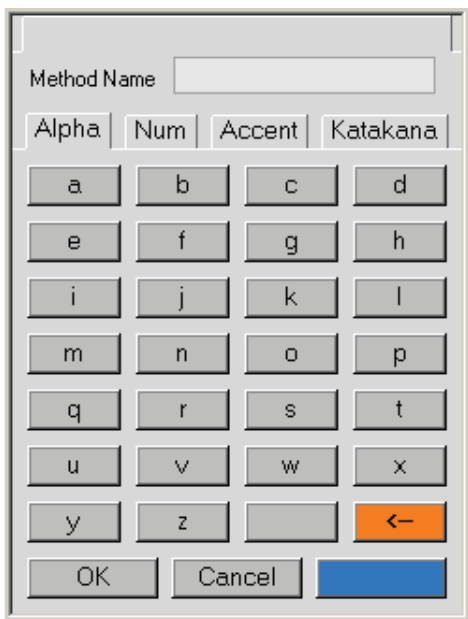 Method Name
Alpha Num Accent Katakana
a b c d
e f g h
i j k l
m n o p
q r s t
u v w x
y z <-
OK Cancel